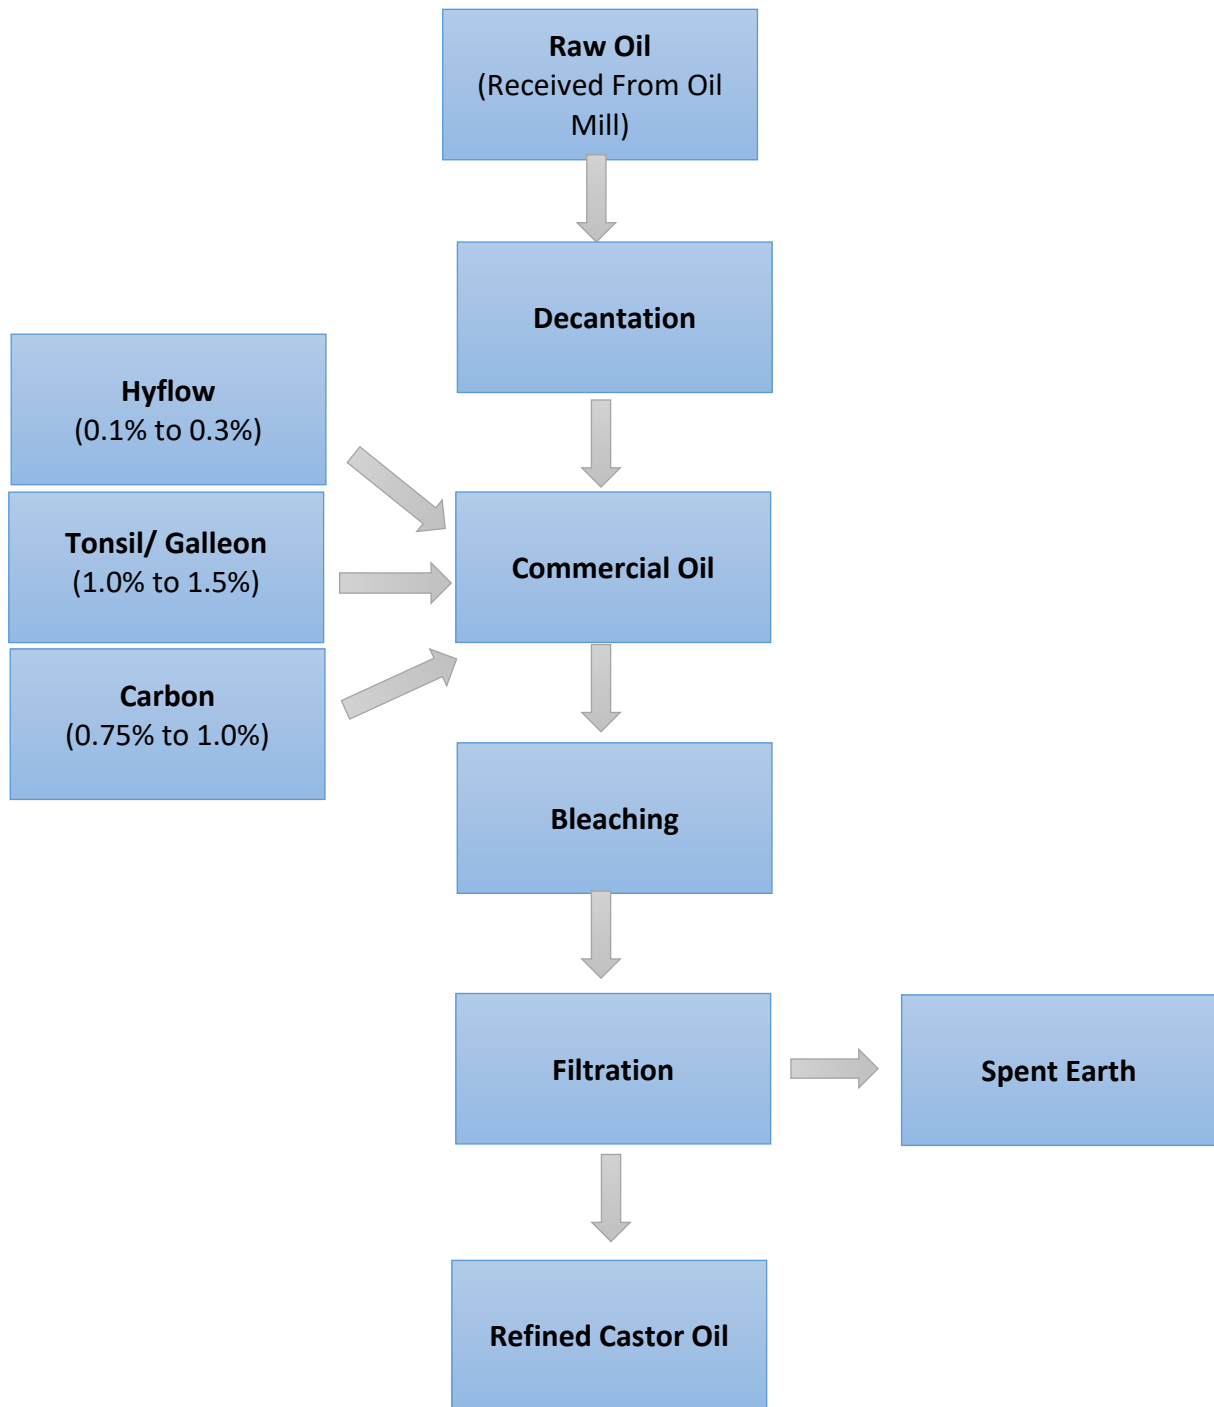 Raw Oil
(Received From Oil
Mill)
Decantation
Hyflow
(0.1% to 0.3%)
Tonsil/ Galleon
(1.0% to 1.5%)
Commercial Oil
Carbon
(0.75% to 1.0%)
Bleaching
Filtration
Spent Earth
Refined Castor Oil